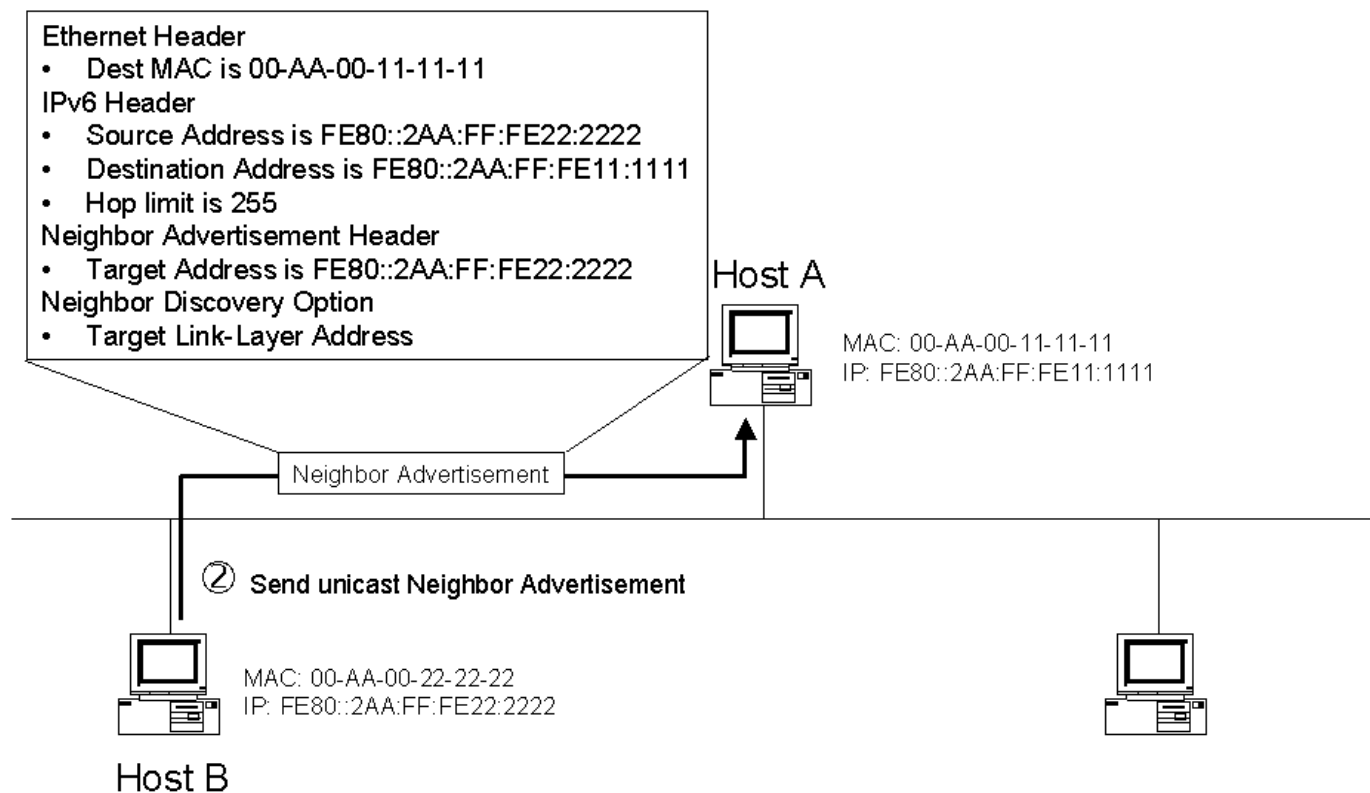 Ethernet Header
• Dest MAC is 00-AA-00-11-11-11
IPv6 Header
• Source Address is FE80::2AA:FF:FE22:2222
• Destination Address is FE80::2AA:FF:FE11:1111
• Hop limit is 255
Neighbor Advertisement Header
• Target Address is FE80::2AA:FF:FE22:2222
Neighbor Discovery Option
• Target Link-Layer Address
Host A
MAC: 00-AA-00-11-11-11
IP: FE80::2AA:FF:FE11:1111
Neighbor Advertisement
② Send unicast Neighbor Advertisement
MAC: 00-AA-00-22-22-22
IP: FE80::2AA:FF:FE22:2222
Host B